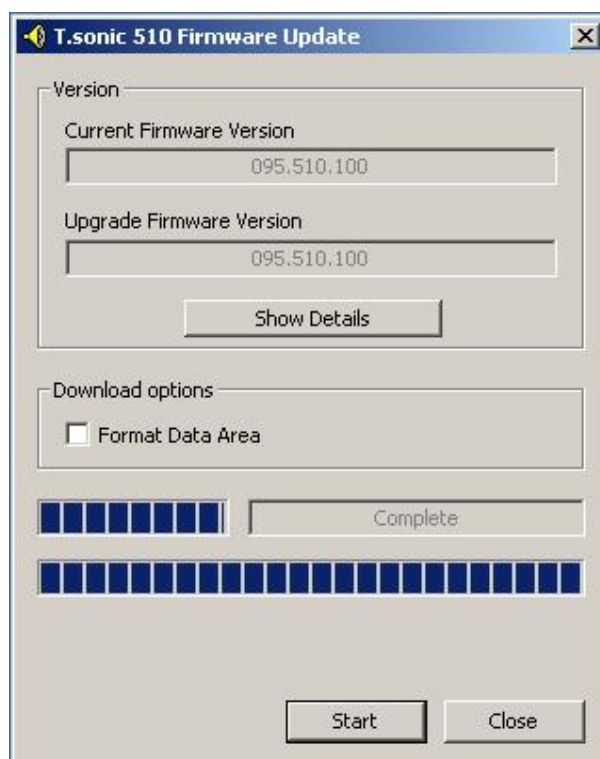 T.sonic 510 Firmware Update
Version
Current Firmware Version
095.510.100
Upgrade Firmware Version
095.510.100
Show Details
Download options
Format Data Area
Complete
Start
Close